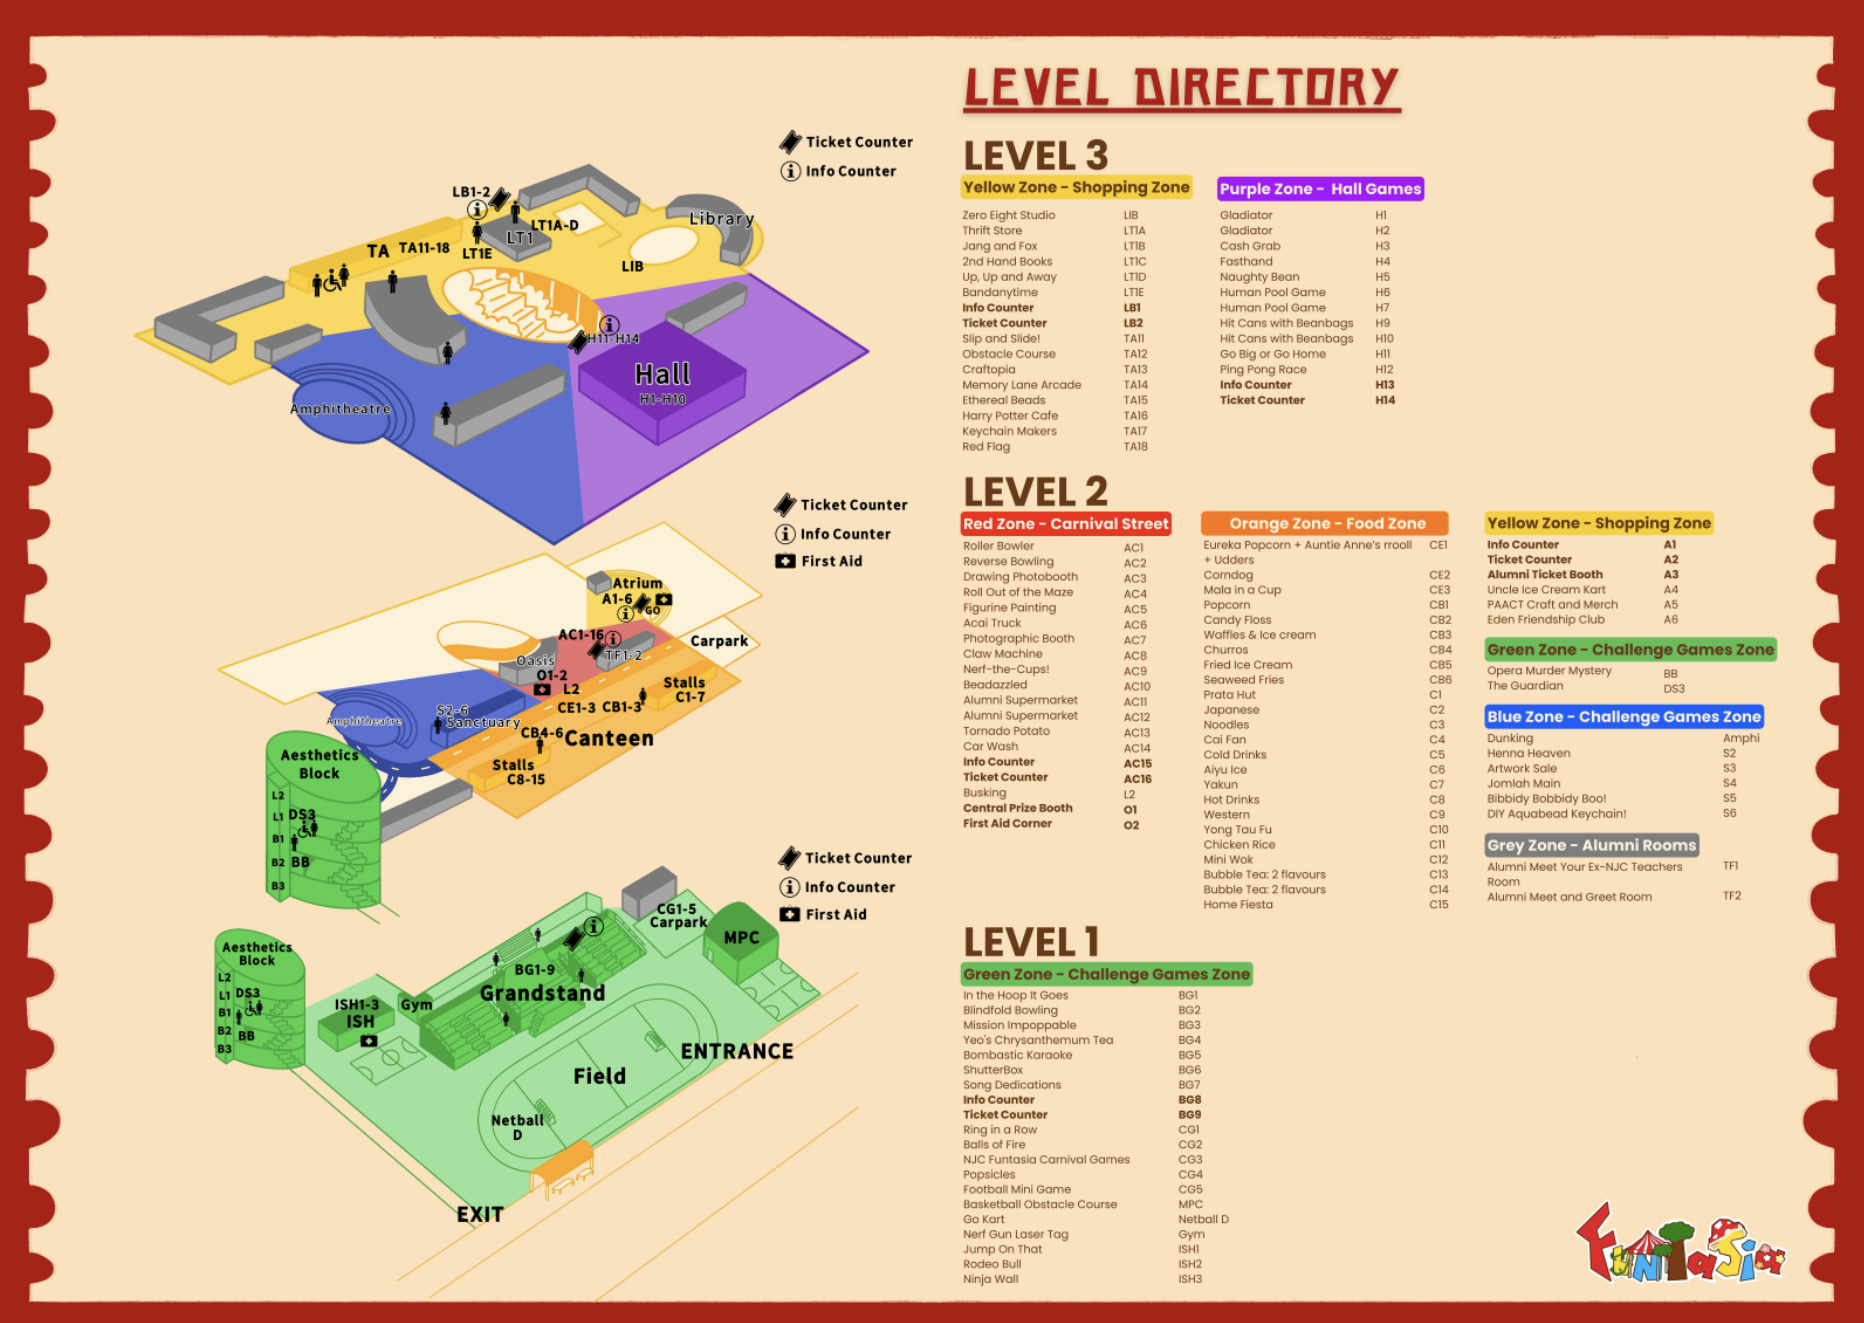 LEVEL DIRECTORY
Ticket Counter
Info Counter
LB1-2
LT1A-D
LT1
LT1E
TA
TA11-18
Library
LIB
H11-H14
Hall
H1-H10
Amphitheatre
LEVEL 3
Yellow Zone - Shopping Zone
Zero Eight Studio LIB
Thrift Store LT1A
Jang and Fox LT1B
2nd Hand Books LT1C
Up, Up and Away LT1D
Bandanytime LT1E
Info Counter LB1
Ticket Counter LB2
Slip and Slide! TA11
Obstacle Course TA12
Craftopia TA13
Memory Lane Arcade TA14
Ethereal Beads TA15
Harry Potter Cafe TA16
Keychain Makers TA17
Red Flag TA18
Purple Zone - Hall Games
Gladiator H1
Gladiator H2
Cash Grab H3
Fasthand H4
Naughty Bean H5
Human Pool Game H6
Human Pool Game H7
Hit Cans with Beanbags H9
Hit Cans with Beanbags H10
Go Big or Go Home H11
Ping Pong Race H12
Info Counter H13
Ticket Counter H14
Ticket Counter
Info Counter
First Aid
Atrium
A1-6
GO
AC1-16
TF1-2
Carpark
Oasis
O1-2
L2
Stalls
C1-7
CE1-3
CB1-3
S2-6
Sanctuary
Amphitheatre
CB4-6
Canteen
Stalls
C8-15
Aesthetics
Block
L2
L1
DS3
B1
B2
BB
B3
LEVEL 2
Red Zone - Carnival Street
Roller Bowler AC1
Reverse Bowling AC2
Drawing Photobooth AC3
Roll Out of the Maze AC4
Figurine Painting AC5
Acai Truck AC6
Photographic Booth AC7
Claw Machine AC8
Nerf-the-Cups! AC9
Beadazzled AC10
Alumni Supermarket AC11
Alumni Supermarket AC12
Tornado Potato AC13
Car Wash AC14
Info Counter AC15
Ticket Counter AC16
Busking L2
Central Prize Booth O1
First Aid Corner O2
Orange Zone - Food Zone
Eureka Popcorn + Auntie Anne's rrooll CE1
+ Udders
Corndog CE2
Mala in a Cup CE3
Popcorn CB1
Candy Floss CB2
Waffles & Ice cream CB3
Churros CB4
Fried Ice Cream CB5
Seaweed Fries CB6
Prata Hut C1
Japanese C2
Noodles C3
Cai Fan C4
Cold Drinks C5
Aiyu Ice C6
Yakun C7
Hot Drinks C8
Western C9
Yong Tau Fu C10
Chicken Rice C11
Mini Wok C12
Bubble Tea: 2 flavours C13
Bubble Tea: 2 flavours C14
Home Fiesta C15
Yellow Zone - Shopping Zone
Info Counter A1
Ticket Counter A2
Alumni Ticket Booth A3
Uncle Ice Cream Kart A4
PAACT Craft and Merch A5
Eden Friendship Club A6
Green Zone - Challenge Games Zone
Opera Murder Mystery BB
The Guardian DS3
Blue Zone - Challenge Games Zone
Dunking Amphi
Henna Heaven S2
Artwork Sale S3
Jomlah Main S4
Bibbidy Bobbidy Boo! S5
DIY Aquabead Keychain! S6
Grey Zone - Alumni Rooms
Alumni Meet Your Ex-NJC Teachers TF1
Room
Alumni Meet and Greet Room TF2
Ticket Counter
Info Counter
First Aid
CG1-5
Carpark
MPC
Aesthetics
Block
L2
L1
DS3
B1
B2
BB
B3
ISH1-3
ISH
Gym
BG1-9
Grandstand
ENTRANCE
Field
Netball
D
EXIT
LEVEL 1
Green Zone - Challenge Games Zone
In the Hoop It Goes BG1
Blindfold Bowling BG2
Mission Impoppable BG3
Yeo's Chrysanthemum Tea BG4
Bombastic Karaoke BG5
ShutterBox BG6
Song Dedications BG7
Info Counter BG8
Ticket Counter BG9
Ring in a Row CG1
Balls of Fire CG2
NJC Funtasia Carnival Games CG3
Popsicles CG4
Football Mini Game CG5
Basketball Obstacle Course MPC
Go Kart Netball D
Nerf Gun Laser Tag Gym
Jump On That ISH1
Rodeo Bull ISH2
Ninja Wall ISH3
FUNTASIA